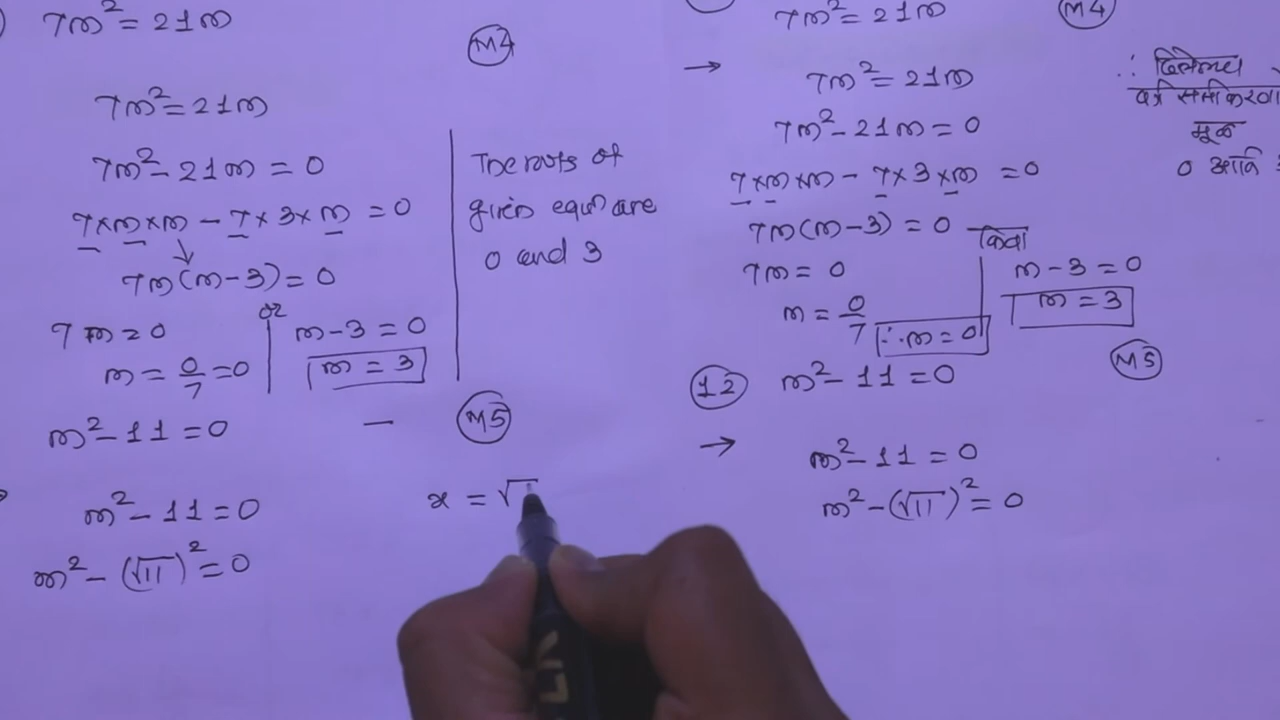 7m² = 21m
M4
7m² = 21m
7m² - 21m = 0
7×m×m - 7×3×m = 0
7m(m-3) = 0
or
7m = 0
m = 0/7 = 0
m-3 = 0
m = 3
The roots of
given equⁿ are
0 and 3
m² - 11 = 0 — M5
m² - 11 = 0
m² - (√11)² = 0
x = √
7m² = 21m
M4
→ 7m² = 21m
7m² - 21m = 0
7×m×m - 7×3×m = 0
7m(m-3) = 0
किंवा
7m = 0
m = 0/7
∴ m = 0
m-3 = 0
m = 3
∴ दिलेल्या
वर्ग समीकरणा
मूळ
0 आणि
12 m² - 11 = 0 M5
→ m² - 11 = 0
m² - (√11)² = 0